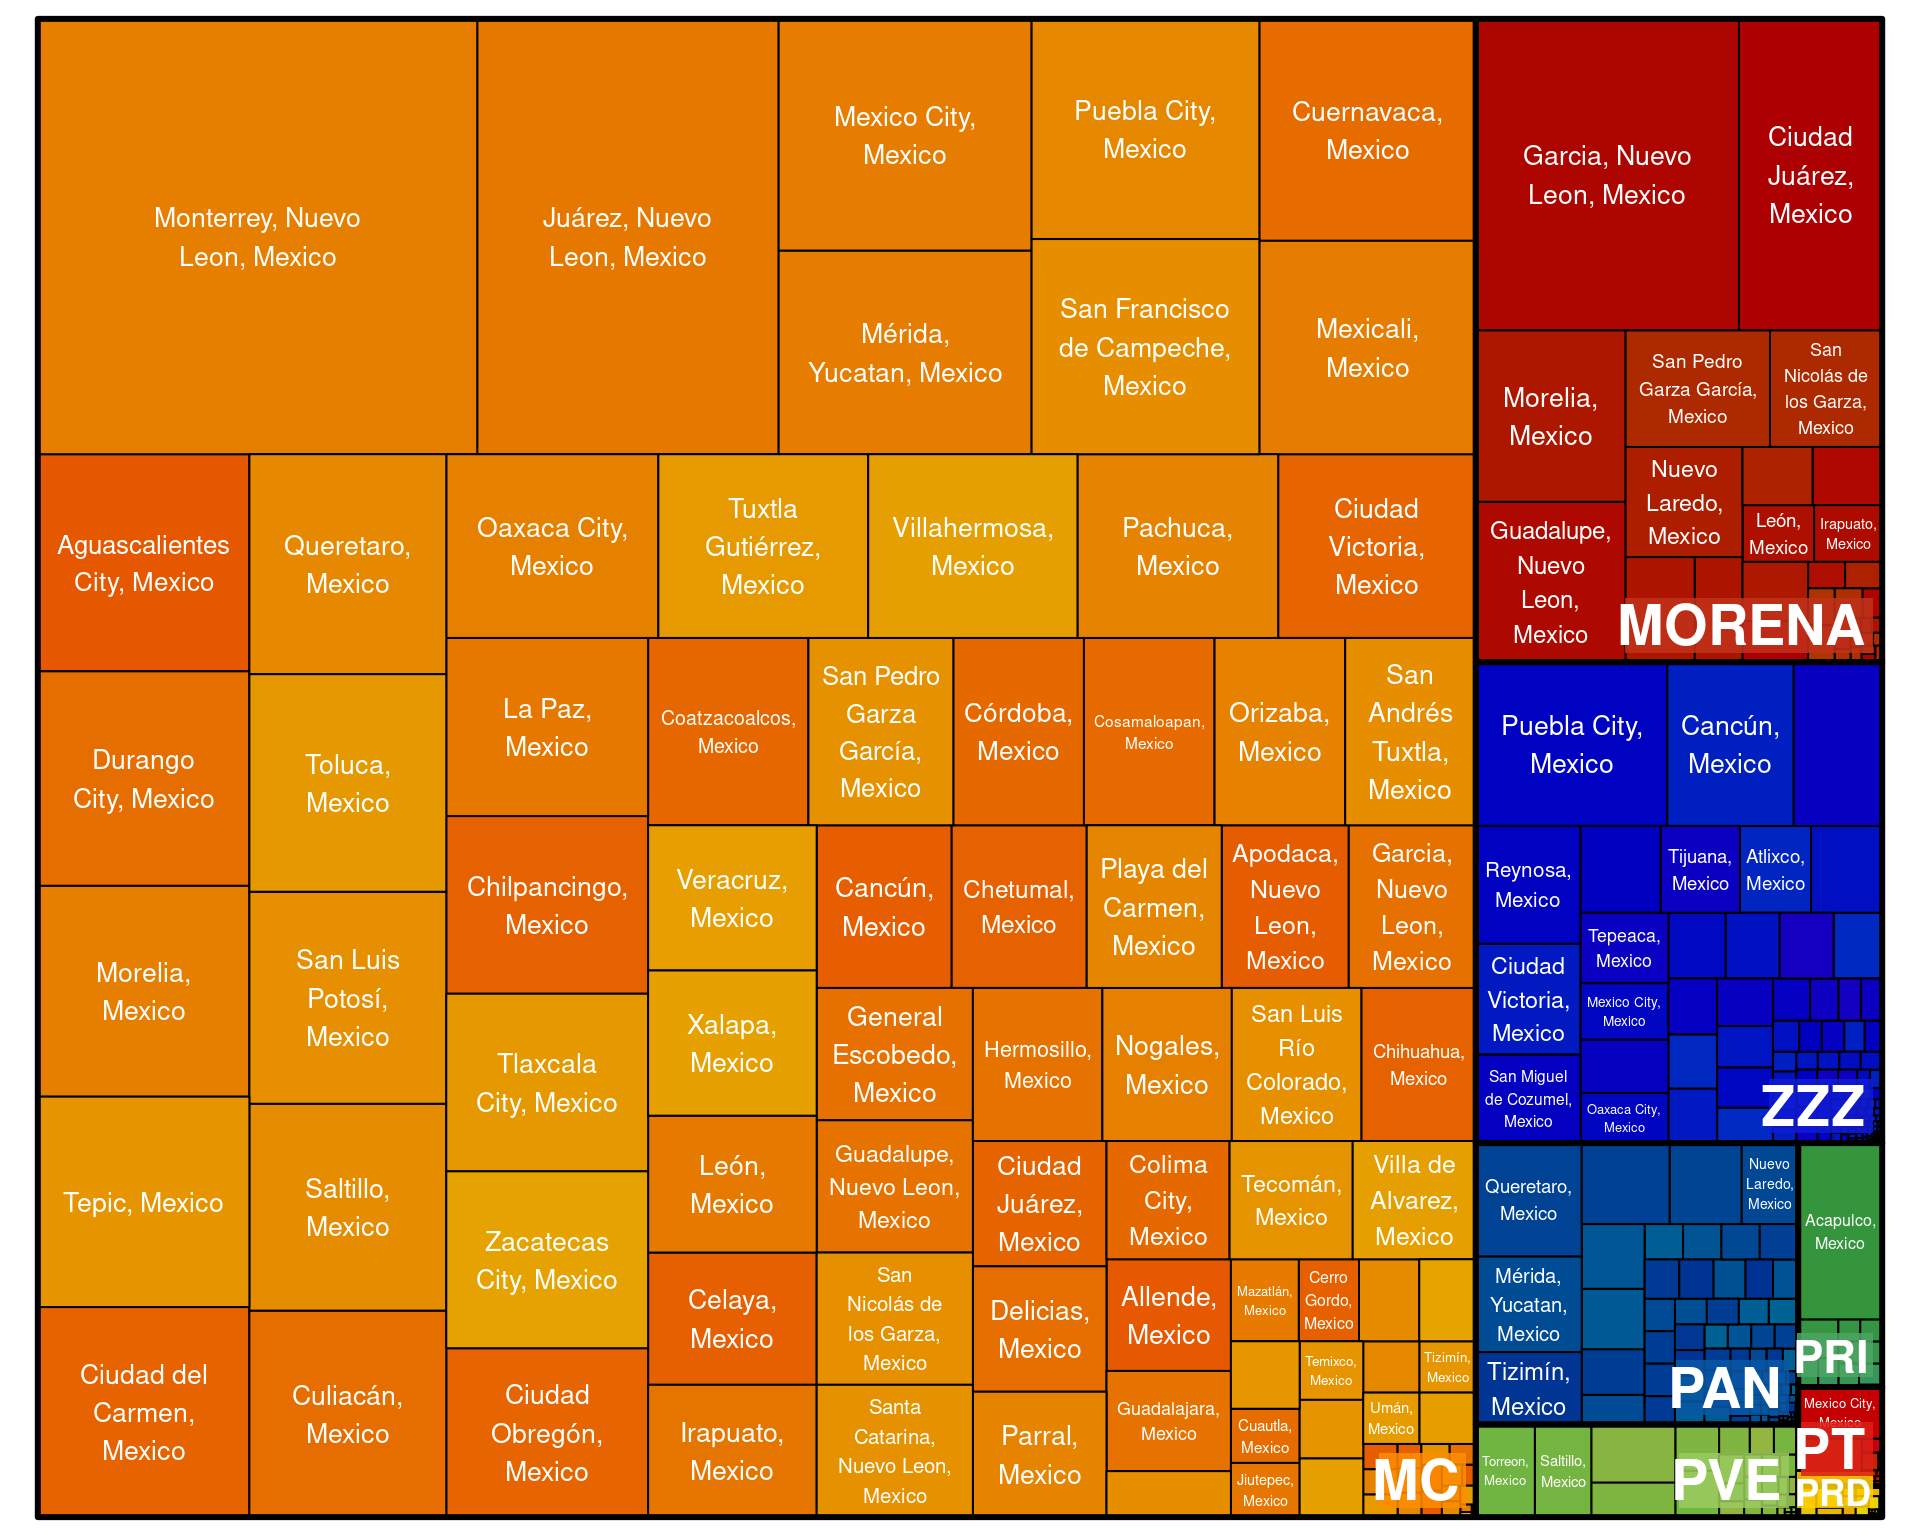 Monterrey, Nuevo
Leon, Mexico
Juárez, Nuevo
Leon, Mexico
Mexico City,
Mexico
Mérida,
Yucatan, Mexico
Puebla City,
Mexico
San Francisco
de Campeche,
Mexico
Cuernavaca,
Mexico
Mexicali,
Mexico
Aguascalientes
City, Mexico
Durango
City, Mexico
Morelia,
Mexico
Tepic, Mexico
Ciudad del
Carmen,
Mexico
Queretaro,
Mexico
Toluca,
Mexico
San Luis
Potosí,
Mexico
Saltillo,
Mexico
Culiacán,
Mexico
Oaxaca City,
Mexico
Tuxtla
Gutiérrez,
Mexico
Villahermosa,
Mexico
Pachuca,
Mexico
Ciudad
Victoria,
Mexico
La Paz,
Mexico
Chilpancingo,
Mexico
Tlaxcala
City, Mexico
Zacatecas
City, Mexico
Ciudad
Obregón,
Mexico
Coatzacoalcos,
Mexico
San Pedro
Garza
García,
Mexico
Córdoba,
Mexico
Cosamaloapan,
Mexico
Orizaba,
Mexico
San
Andrés
Tuxtla,
Mexico
Veracruz,
Mexico
Xalapa,
Mexico
León,
Mexico
Celaya,
Mexico
Irapuato,
Mexico
Cancún,
Mexico
Chetumal,
Mexico
Playa del
Carmen,
Mexico
Apodaca,
Nuevo
Leon,
Mexico
Garcia,
Nuevo
Leon,
Mexico
General
Escobedo,
Mexico
Guadalupe,
Nuevo Leon,
Mexico
San
Nicolás de
los Garza,
Mexico
Santa
Catarina,
Nuevo Leon,
Mexico
Hermosillo,
Mexico
Nogales,
Mexico
San Luis
Río
Colorado,
Mexico
Chihuahua,
Mexico
Ciudad
Juárez,
Mexico
Delicias,
Mexico
Parral,
Mexico
Colima
City,
Mexico
Tecomán,
Mexico
Villa de
Alvarez,
Mexico
Allende,
Mexico
Guadalajara,
Mexico
Mazatlán,
Mexico
Cerro
Gordo,
Mexico
Temixco,
Mexico
Tizimín,
Mexico
Cuautla,
Mexico
Umán,
Mexico
Jiutepec,
Mexico
MC
Garcia, Nuevo
Leon, Mexico
Ciudad
Juárez,
Mexico
Morelia,
Mexico
Guadalupe,
Nuevo
Leon,
Mexico
San Pedro
Garza García,
Mexico
San
Nicolás de
los Garza,
Mexico
Nuevo
Laredo,
Mexico
León,
Mexico
Irapuato,
Mexico
MORENA
Puebla City,
Mexico
Cancún,
Mexico
Reynosa,
Mexico
Ciudad
Victoria,
Mexico
San Miguel
de Cozumel,
Mexico
Tijuana,
Mexico
Atlixco,
Mexico
Tepeaca,
Mexico
Mexico City,
Mexico
Oaxaca City,
Mexico
ZZZ
Queretaro,
Mexico
Mérida,
Yucatan,
Mexico
Tizimín,
Mexico
Nuevo
Laredo,
Mexico
PAN
Acapulco,
Mexico
PRI
Torreon,
Mexico
Saltillo,
Mexico
PVE
Mexico City,
Mexico
PT
PRD